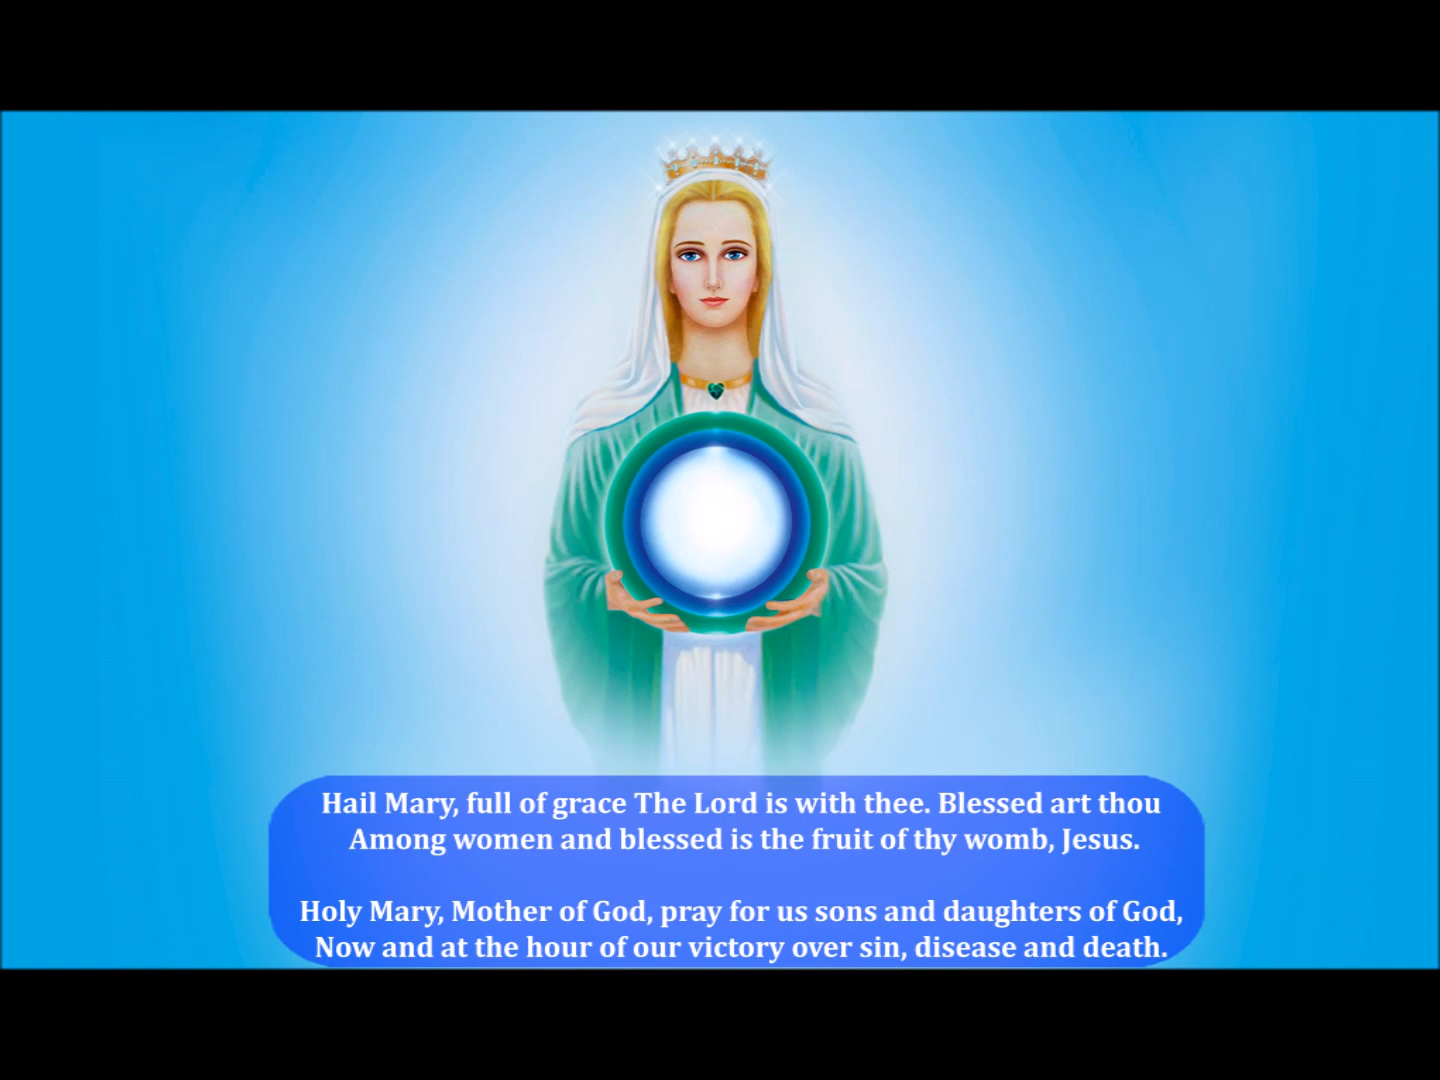 Hail Mary, full of grace The Lord is with thee. Blessed art thou
Among women and blessed is the fruit of thy womb, Jesus.
Holy Mary, Mother of God, pray for us sons and daughters of God,
Now and at the hour of our victory over sin, disease and death.